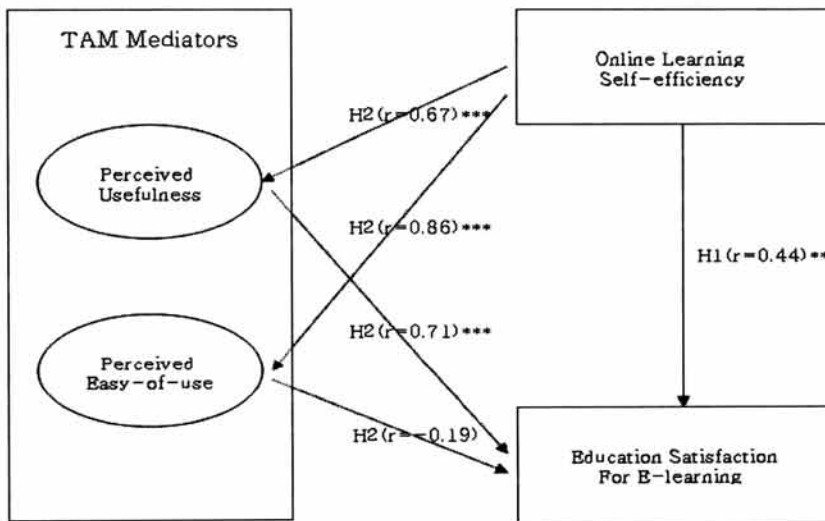 TAM Mediators
Online Learning
Self-efficiency
H2(r=0.67)***
Perceived
Usefulness
H2(r=0.86)***
H1(r=0.44)**
H2(r=0.71)***
Perceived
Easy-of-use
H2(r=-0.19)
Education Satisfaction
For E-learning